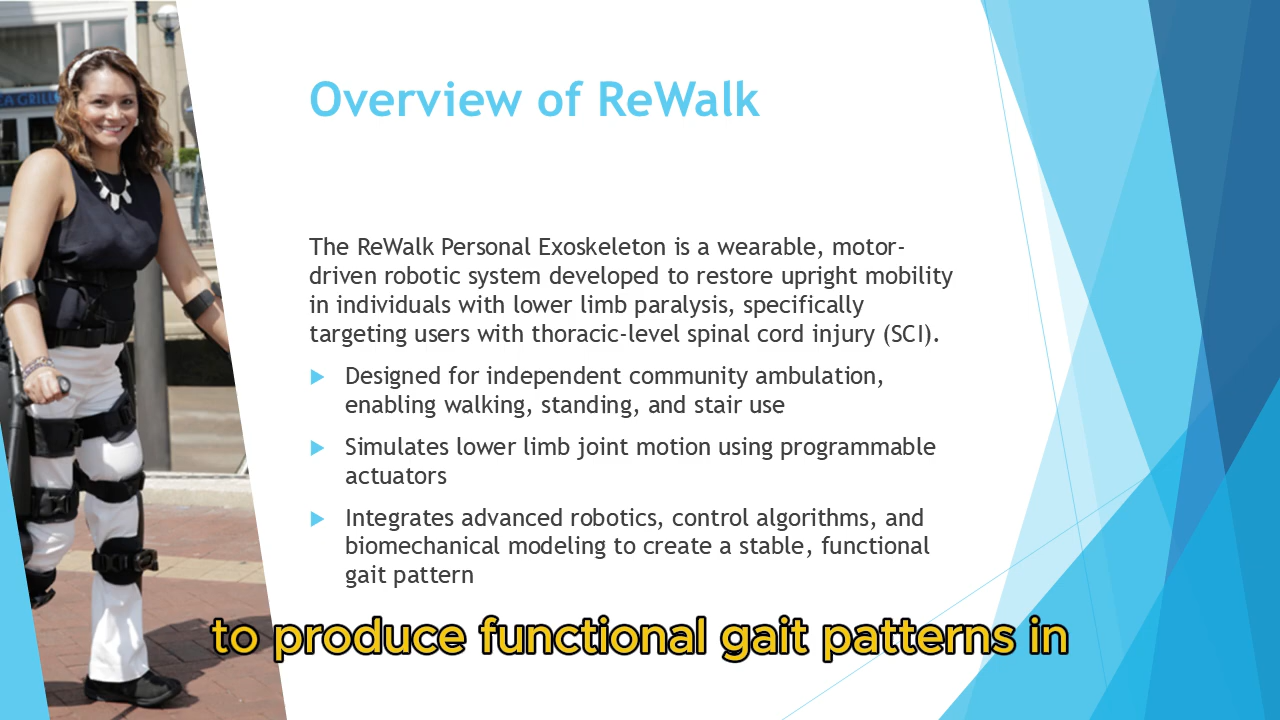 CA GRILL
Overview of ReWalk
The ReWalk Personal Exoskeleton is a wearable, motor-
driven robotic system developed to restore upright mobility
in individuals with lower limb paralysis, specifically
targeting users with thoracic-level spinal cord injury (SCI).
Designed for independent community ambulation,
enabling walking, standing, and stair use
Simulates lower limb joint motion using programmable
actuators
Integrates advanced robotics, control algorithms, and
biomechanical modeling to create a stable, functional
gait pattern
to produce functional gait patterns in